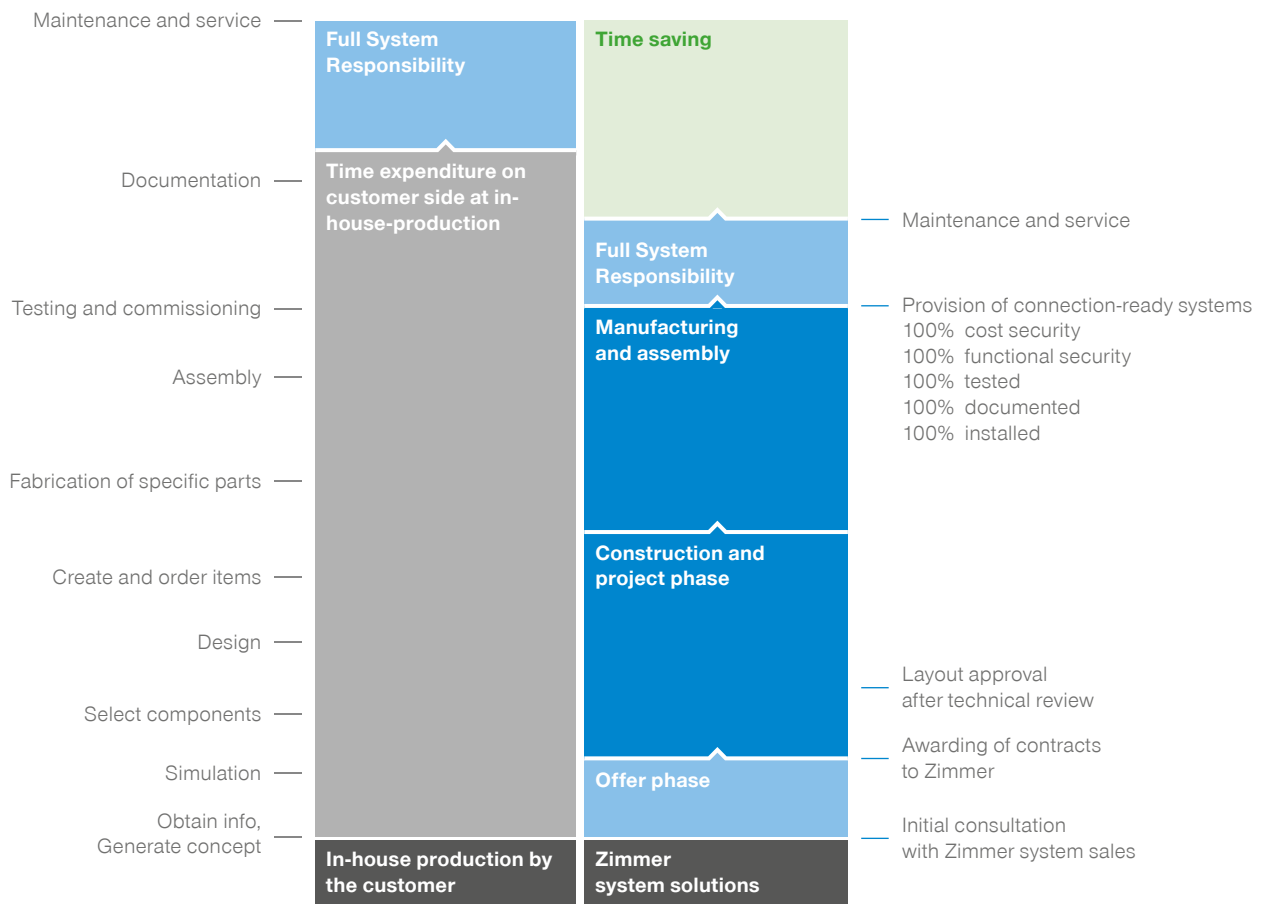 Maintenance and service
Documentation
Testing and commissioning
Assembly
Fabrication of specific parts
Create and order items
Design
Select components
Simulation
Obtain info,
Generate concept
Full System
Responsibility
Time expenditure on
customer side at in-
house-production
In-house production by
the customer
Time saving
Full System
Responsibility
Manufacturing
and assembly
Construction and
project phase
Offer phase
Zimmer
system solutions
Maintenance and service
Provision of connection-ready systems
100% cost security
100% functional security
100% tested
100% documented
100% installed
Layout approval
after technical review
Awarding of contracts
to Zimmer
Initial consultation
with Zimmer system sales